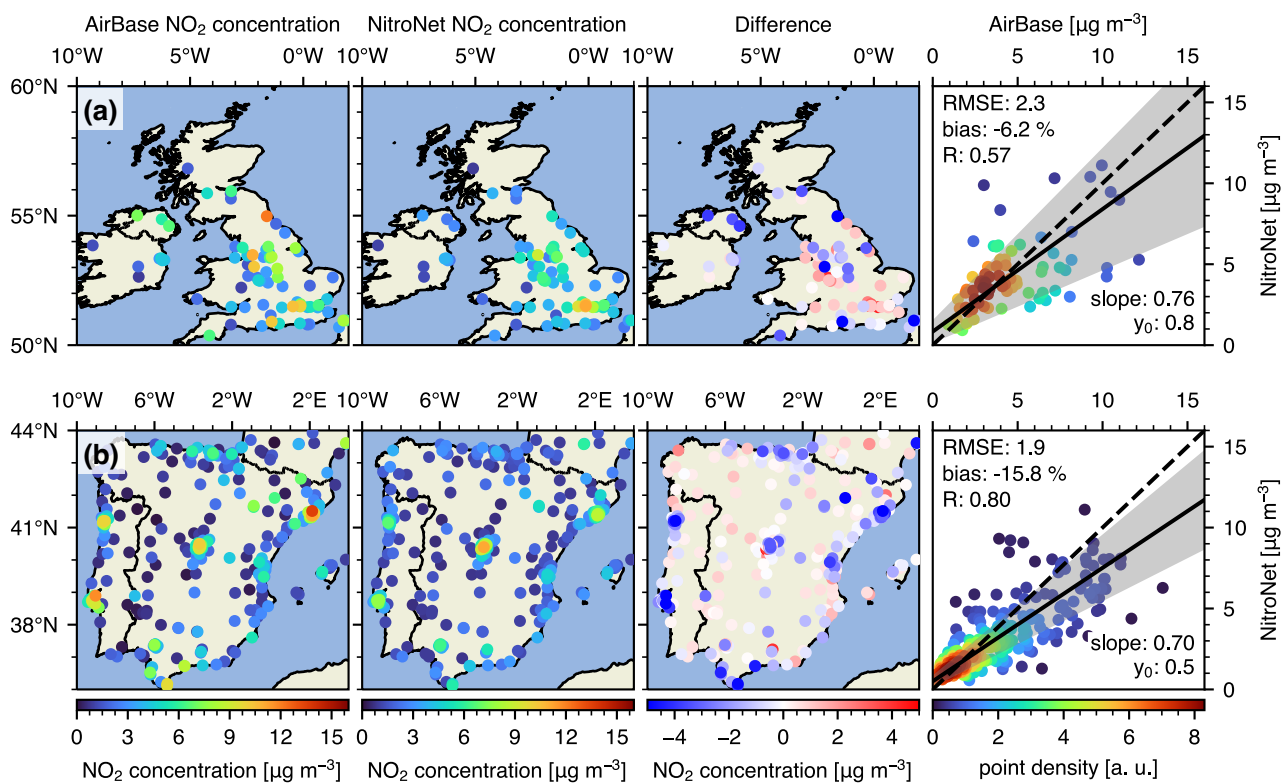 AirBase NO₂ concentration
NitroNet NO₂ concentration
Difference
AirBase [µg m⁻³]
10°W 5°W 0°W
10°W 5°W 0°W
5°W 0°W
0 5 10 15
60°N
55°N
50°N
(a)
RMSE: 2.3
bias: -6.2 %
R: 0.57
slope: 0.76
y₀: 0.8
15
10
5
0
NitroNet [µg m⁻³]
10°W 6°W 2°W 2°E
10°W 6°W 2°W 2°E
10°W 6°W 2°W 2°E
0 5 10 15
44°N
41°N
38°N
(b)
RMSE: 1.9
bias: -15.8 %
R: 0.80
slope: 0.70
y₀: 0.5
15
10
5
0
NitroNet [µg m⁻³]
0 3 6 9 12 15
NO₂ concentration [µg m⁻³]
0 3 6 9 12 15
NO₂ concentration [µg m⁻³]
−4 −2 0 2 4
NO₂ concentration [µg m⁻³]
0 2 4 6 8
point density [a. u.]